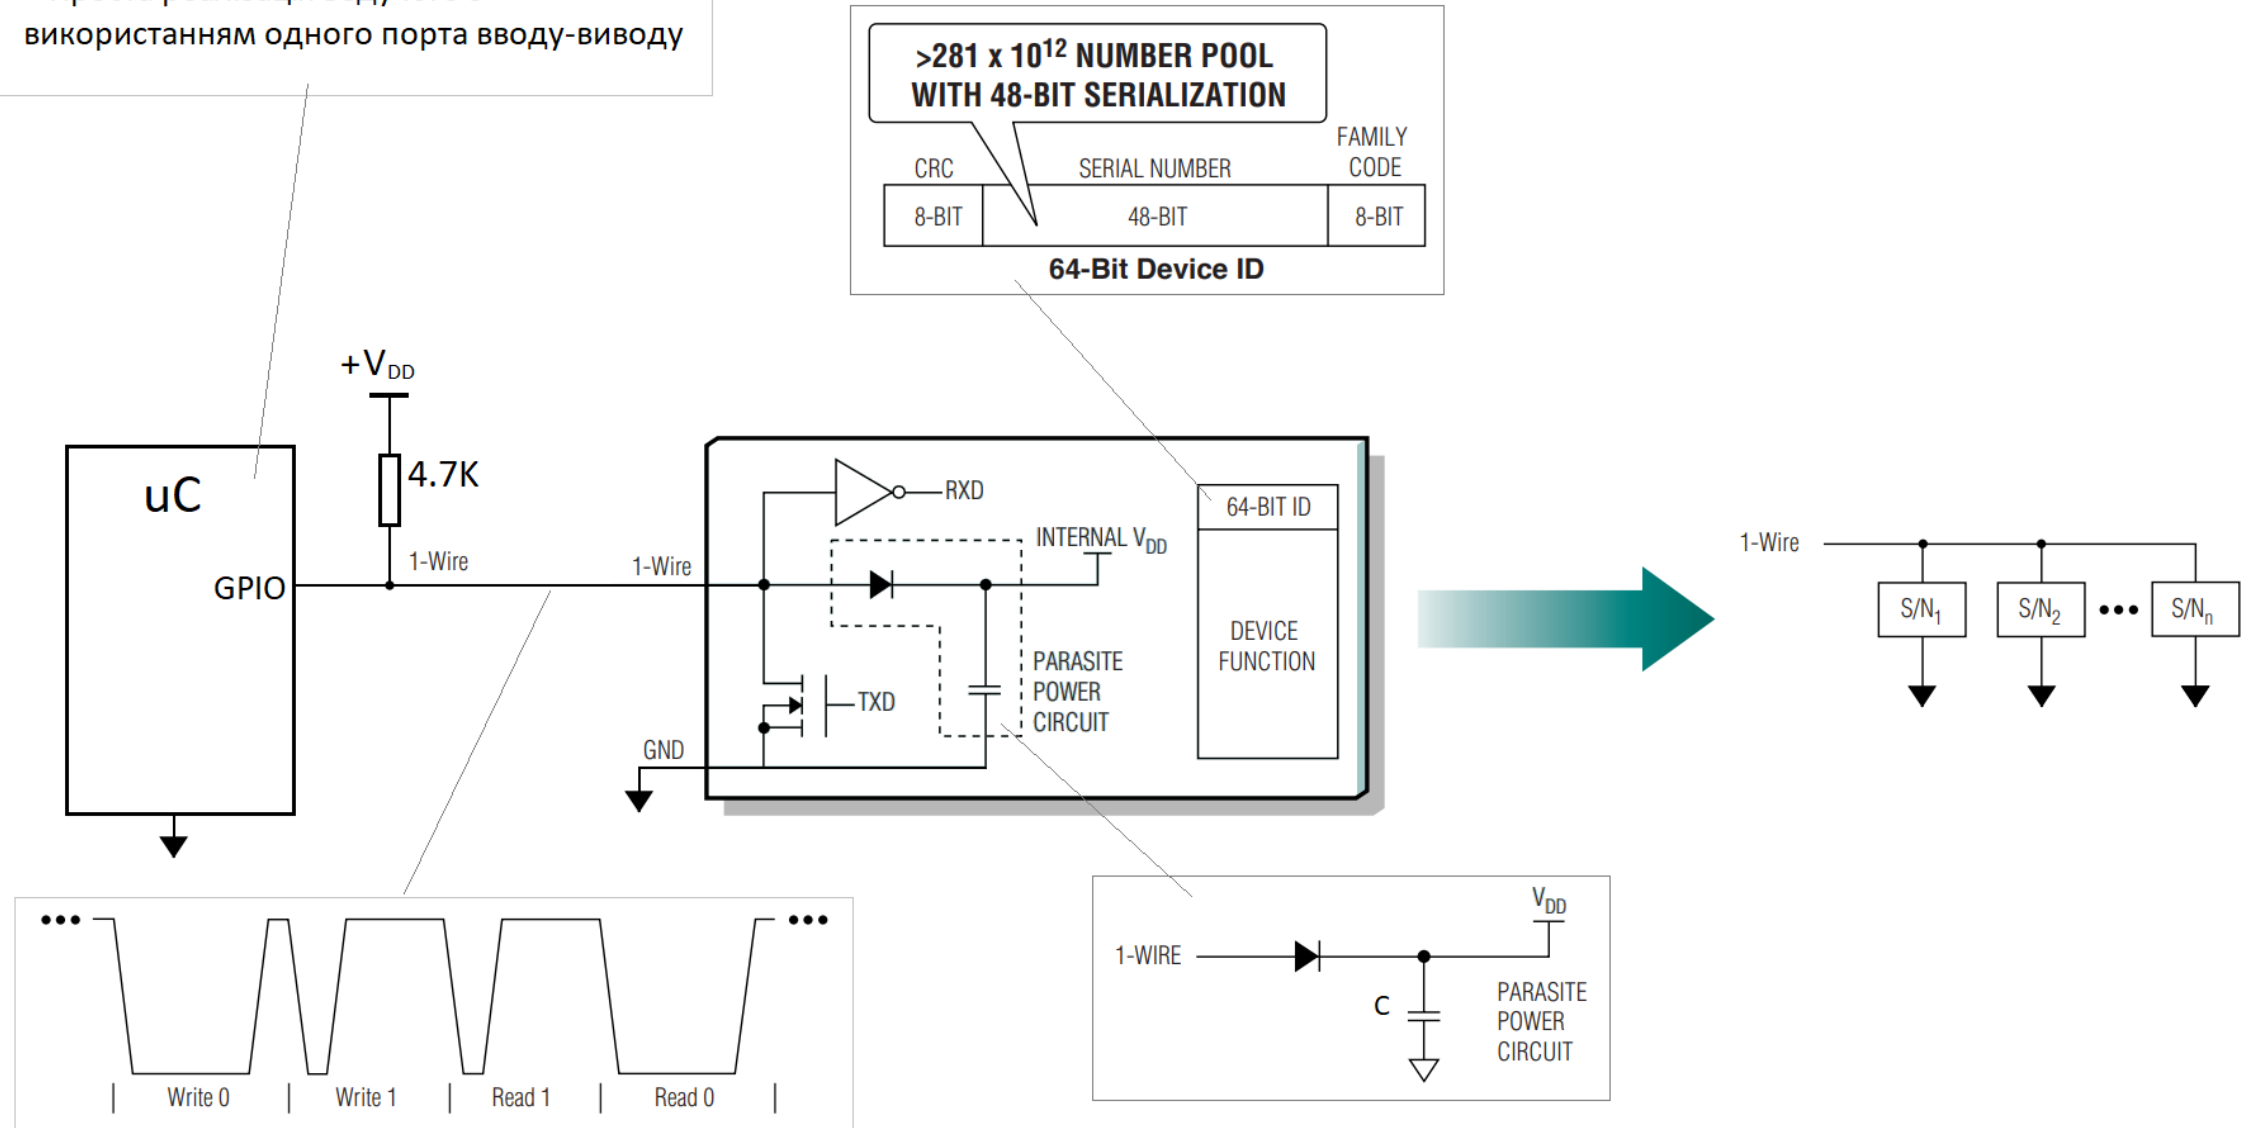 використанням одного порта вводу-виводу
>281 x 10¹² NUMBER POOL
WITH 48-BIT SERIALIZATION
CRC
SERIAL NUMBER
FAMILY
CODE
8-BIT
48-BIT
8-BIT
64-Bit Device ID
+V_DD
4.7K
uC
GPIO
1-Wire
1-Wire
RXD
INTERNAL V_DD
TXD
PARASITE
POWER
CIRCUIT
GND
64-BIT ID
DEVICE
FUNCTION
1-Wire
S/N₁
S/N₂
•••
S/Nₙ
•••
•••
| Write 0 | Write 1 | Read 1 | Read 0 |
V_DD
1-WIRE
C
PARASITE
POWER
CIRCUIT